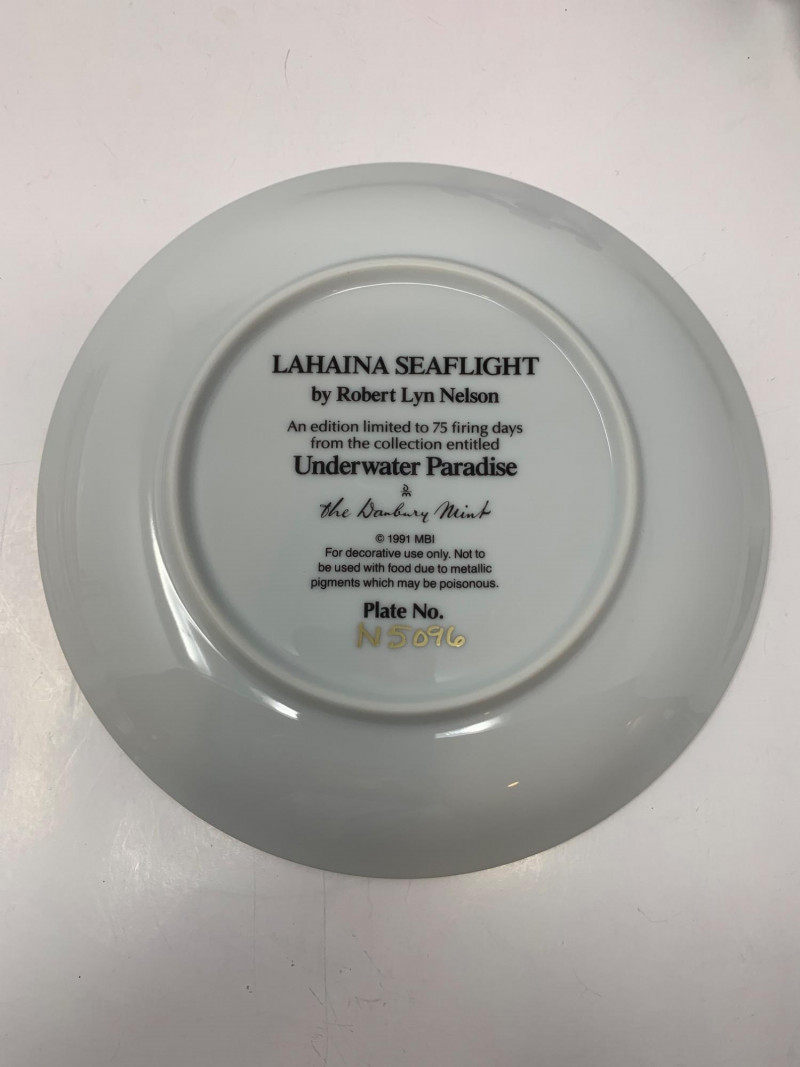 LAHAINA SEAFLIGHT
by Robert Lyn Nelson
An edition limited to 75 firing days
from the collection entitled
Underwater Paradise
the Danbury Mint
© 1991 MBI
For decorative use only. Not to
be used with food due to metallic
pigments which may be poisonous.
Plate No.
N5096